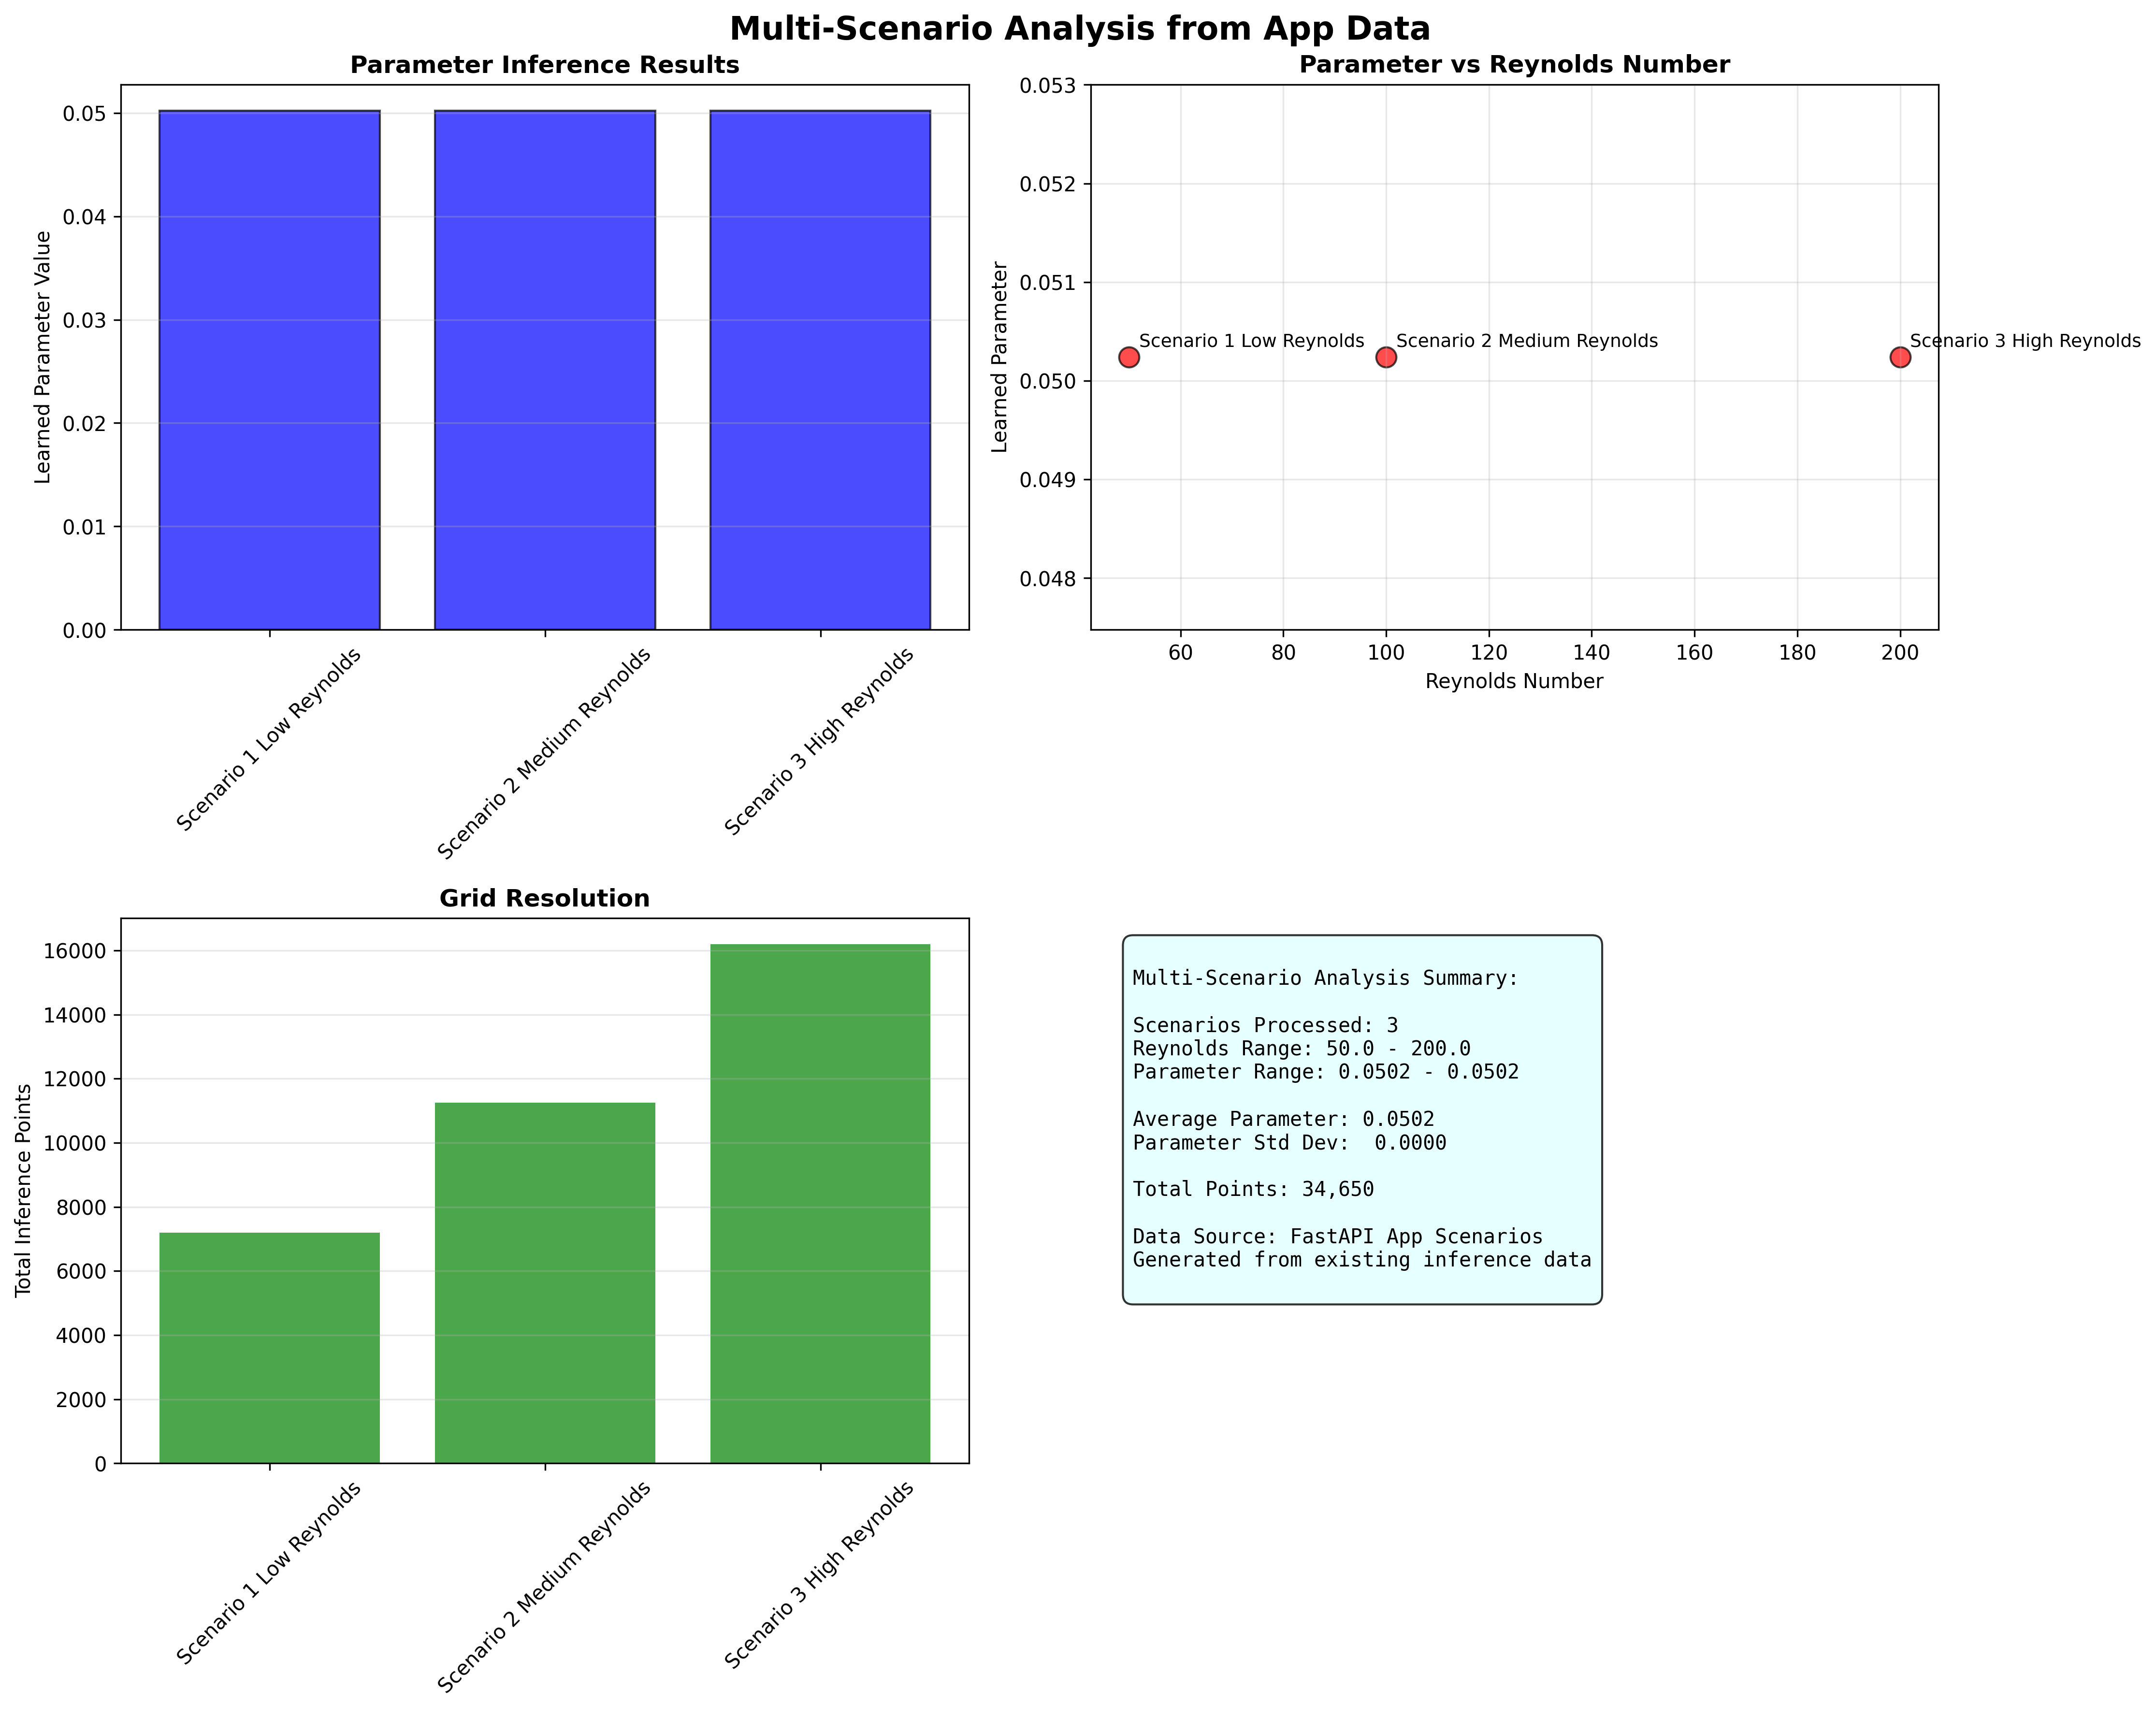 Multi-Scenario Analysis from App Data
Parameter Inference Results
Learned Parameter Value
0.05
0.04
0.03
0.02
0.01
0.00
Scenario 1 Low Reynolds
Scenario 2 Medium Reynolds
Scenario 3 High Reynolds
Parameter vs Reynolds Number
Learned Parameter
0.053
0.052
0.051
0.050
0.049
0.048
Scenario 1 Low Reynolds
Scenario 2 Medium Reynolds
Scenario 3 High Reynolds
60 80 100 120 140 160 180 200
Reynolds Number
Grid Resolution
Total Inference Points
16000
14000
12000
10000
8000
6000
4000
2000
0
Scenario 1 Low Reynolds
Scenario 2 Medium Reynolds
Scenario 3 High Reynolds
Multi-Scenario Analysis Summary:
Scenarios Processed: 3
Reynolds Range: 50.0 - 200.0
Parameter Range: 0.0502 - 0.0502
Average Parameter: 0.0502
Parameter Std Dev:  0.0000
Total Points: 34,650
Data Source: FastAPI App Scenarios
Generated from existing inference data